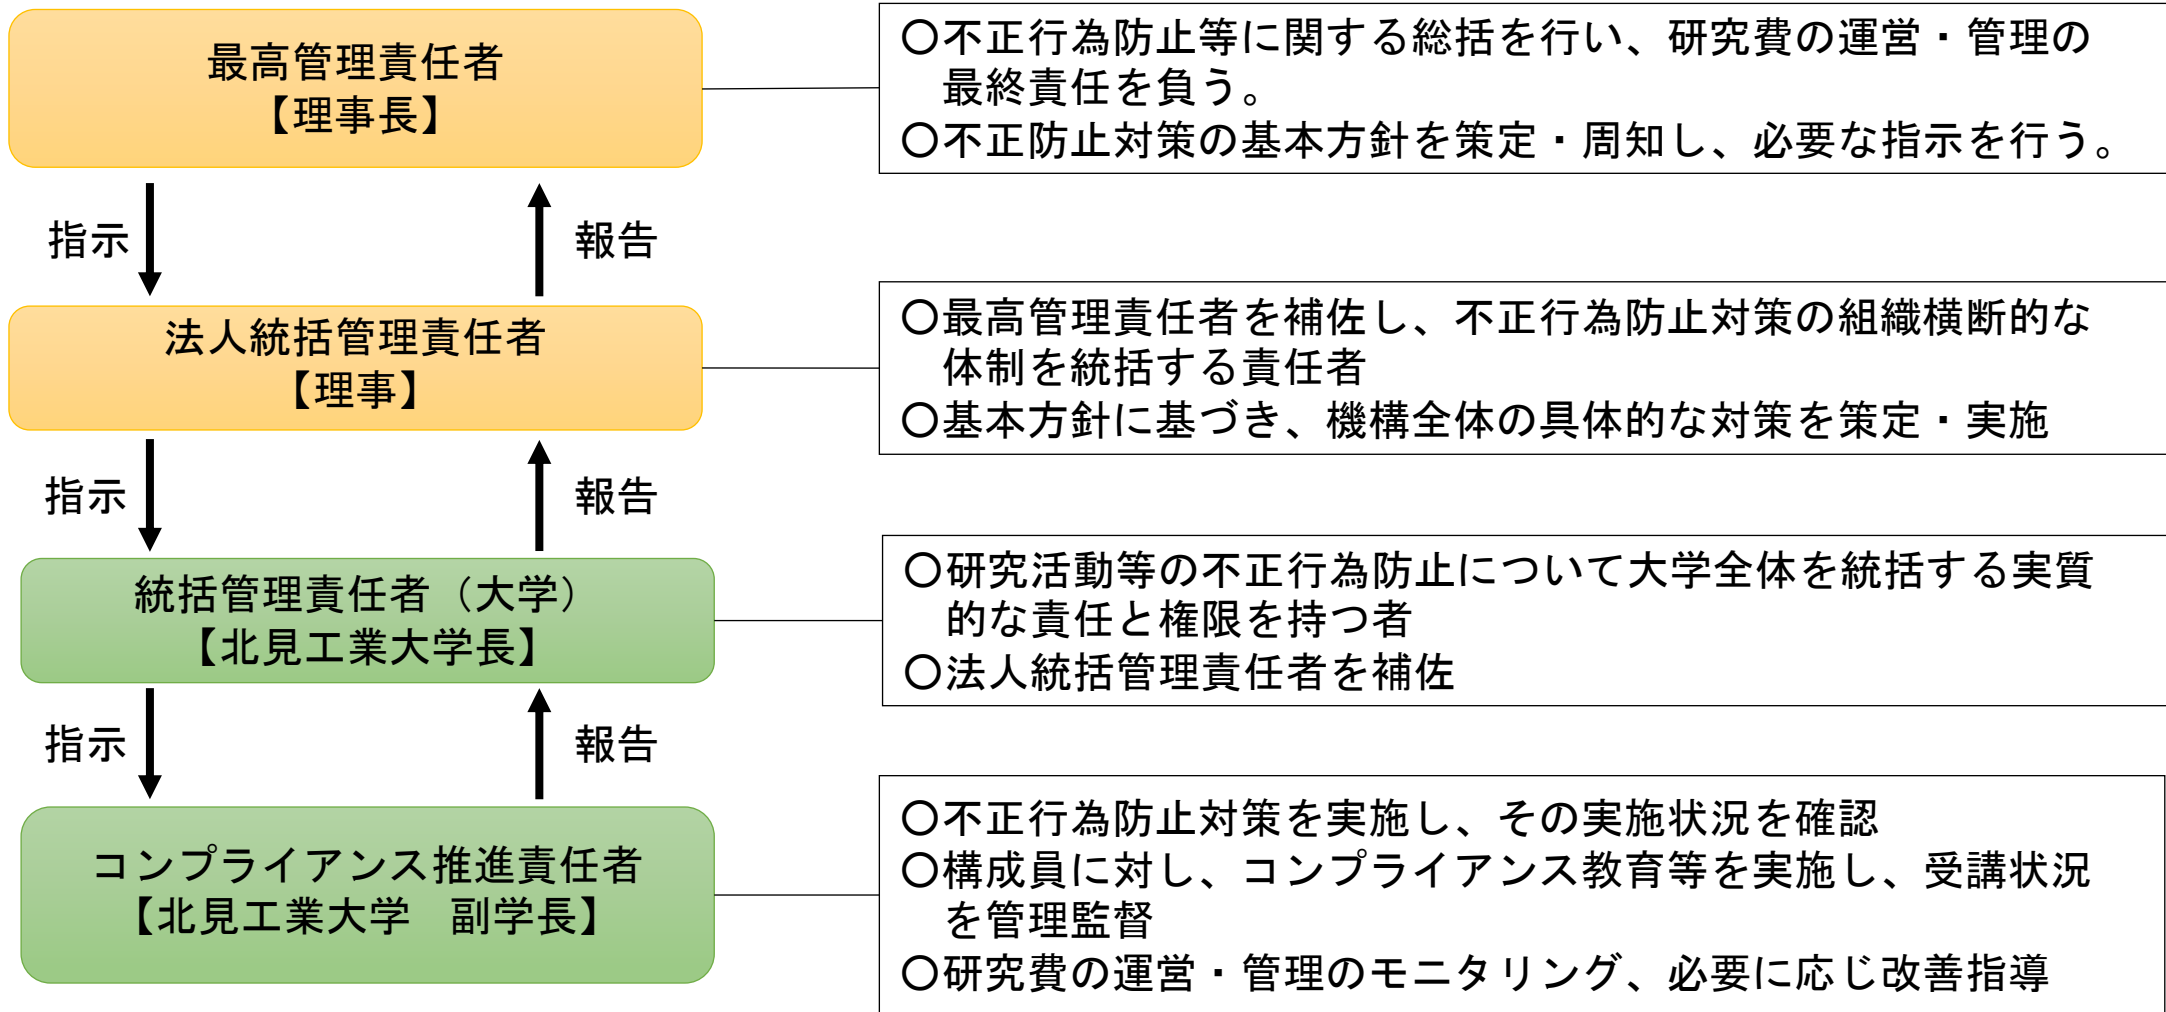 最高管理責任者
【理事長】
〇不正行為防止等に関する総括を行い、研究費の運営・管理の
最終責任を負う。
〇不正防止対策の基本方針を策定・周知し、必要な指示を行う。
指示
報告
法人統括管理責任者
【理事】
〇最高管理責任者を補佐し、不正行為防止対策の組織横断的な
体制を統括する責任者
〇基本方針に基づき、機構全体の具体的な対策を策定・実施
指示
報告
統括管理責任者（大学）
【北見工業大学長】
〇研究活動等の不正行為防止について大学全体を統括する実質
的な責任と権限を持つ者
〇法人統括管理責任者を補佐
指示
報告
コンプライアンス推進責任者
【北見工業大学　副学長】
〇不正行為防止対策を実施し、その実施状況を確認
〇構成員に対し、コンプライアンス教育等を実施し、受講状況
を管理監督
〇研究費の運営・管理のモニタリング、必要に応じ改善指導